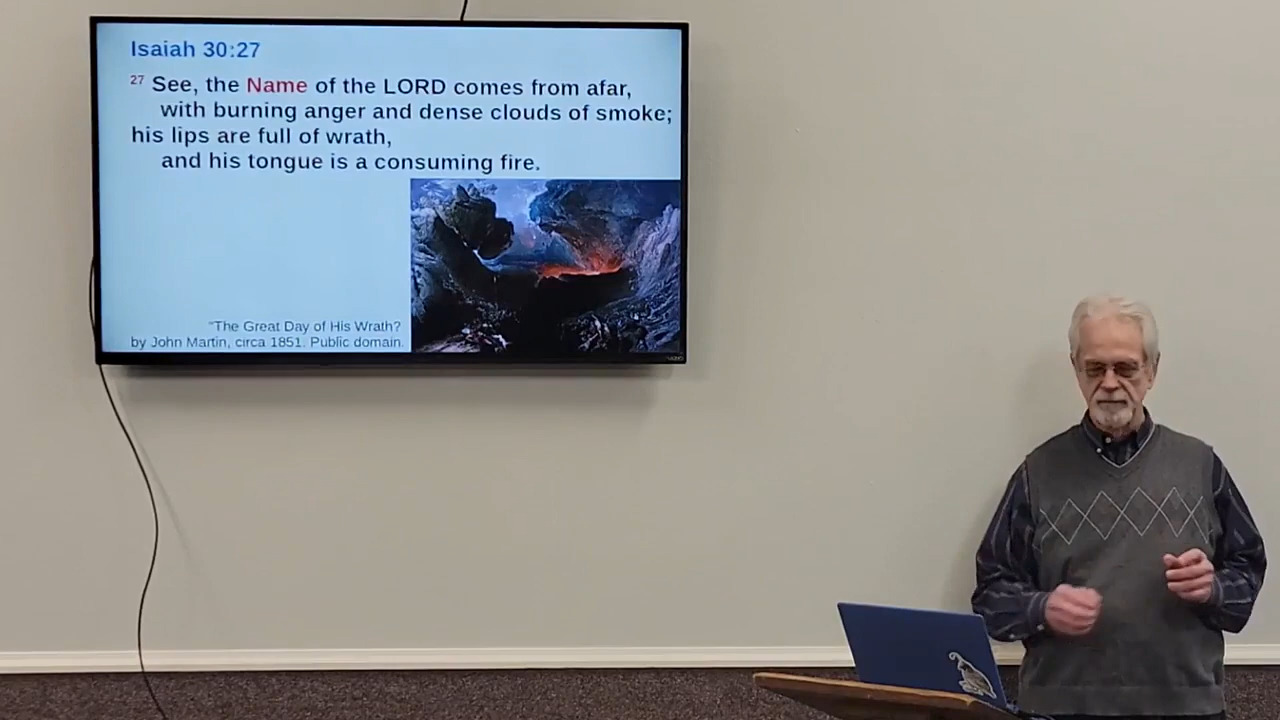 Isaiah 30:27
27 See, the Name of the LORD comes from afar,
with burning anger and dense clouds of smoke;
his lips are full of wrath,
and his tongue is a consuming fire.
"The Great Day of His Wrath?
by John Martin, circa 1851. Public domain.